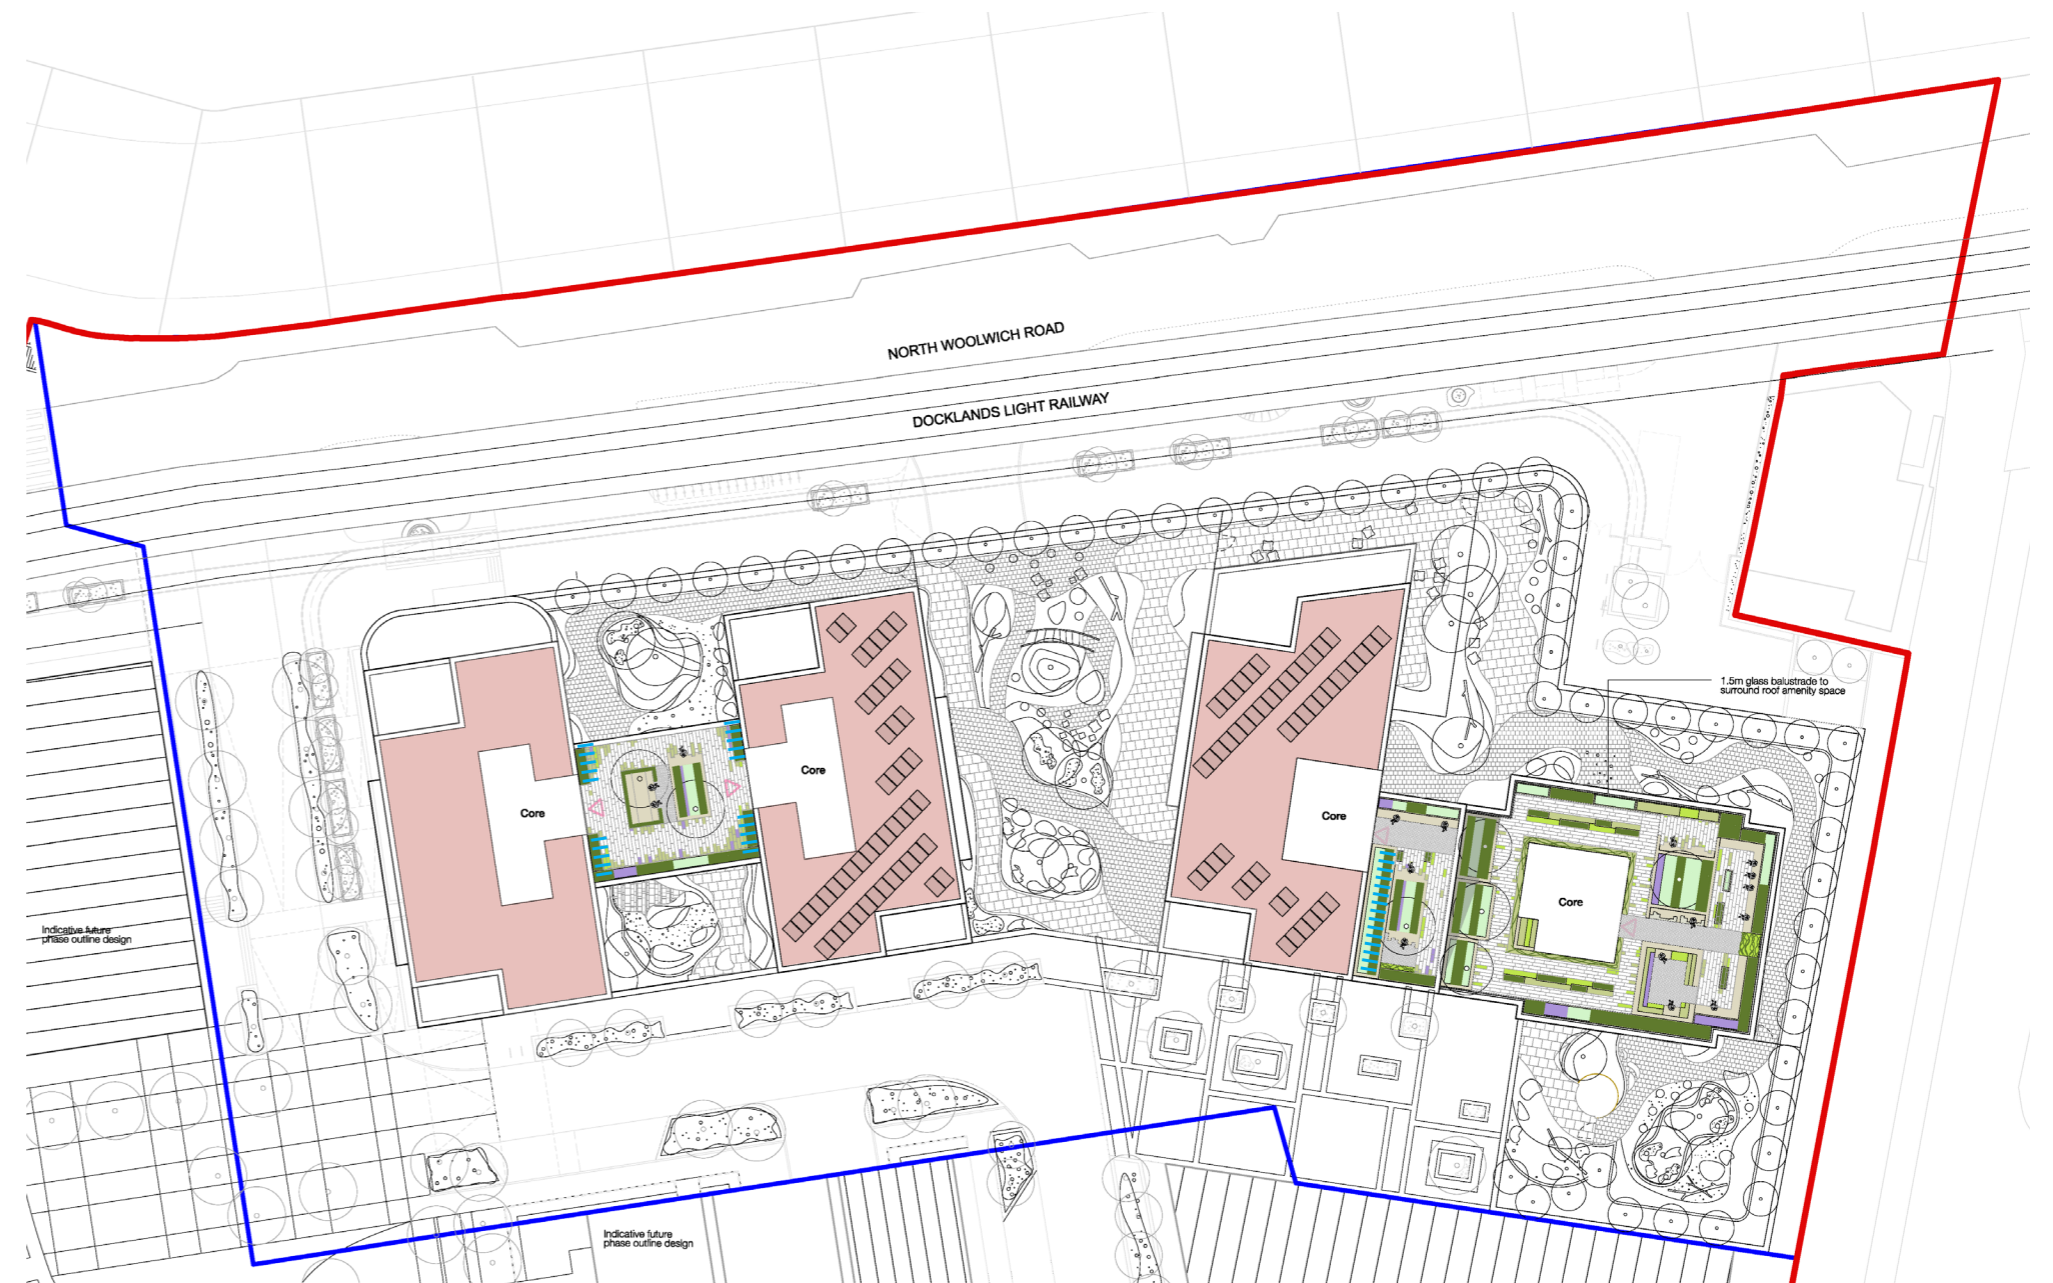 NORTH WOOLWICH ROAD
DOCKLANDS LIGHT RAILWAY
1.5m glass balustrade to
surround roof amenity space
Core
Core
Core
Core
Indicative future
phase outline design
Indicative future
phase outline design